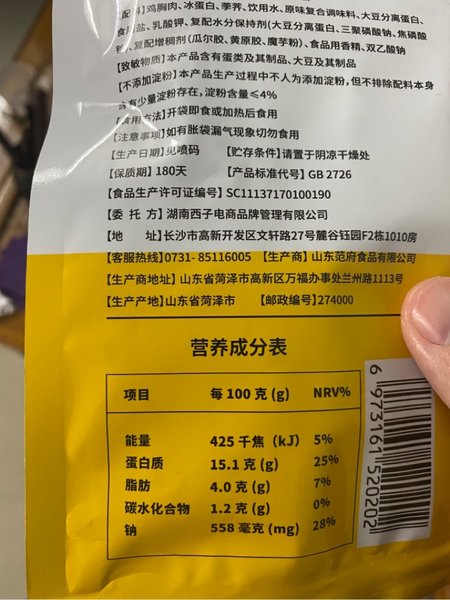 【配料】鸡胸肉、冰蛋白、荸荠、饮用水、原味复合调味料、大豆分离蛋白、
食用盐、乳酸钾、复配水分保持剂(大豆分离蛋白、三聚磷酸钠、焦磷酸
钠)、复配增稠剂(瓜尔胶、黄原胶、魔芋粉)、食品用香精、双乙酸钠
【致敏物质】本产品含有蛋类及其制品、大豆及其制品
【不添加淀粉】本产品生产过程中不人为添加淀粉,但不排除配料本身
含有少量淀粉存在,淀粉含量≤4%
【食用方法】开袋即食或加热后食用
【注意事项】如有胀袋漏气现象切勿食用
【生产日期】见喷码 【贮存条件】请置于阴凉干燥处
【保质期】180天 【产品标准代号】GB 2726
【食品生产许可证编号】SC11137170100190
【委 托 方】湖南西子电商品牌管理有限公司
【地 址】长沙市高新开发区文轩路27号麓谷钰园F2栋1010房
【客服热线】0731-85116005 【生产商】山东范府食品有限公司
【生产商地址】山东省菏泽市高新区万福办事处兰州路1113号
【生产产地】山东省菏泽市 【邮政编号】274000
营养成分表
项目 每 100 克 (g) NRV%
能量 425 千焦 (kJ) 5%
蛋白质 15.1 克 (g) 25%
脂肪 4.0 克 (g) 7%
碳水化合物 1.2 克 (g) 0%
钠 558 毫克 (mg) 28%
6 973161 520202